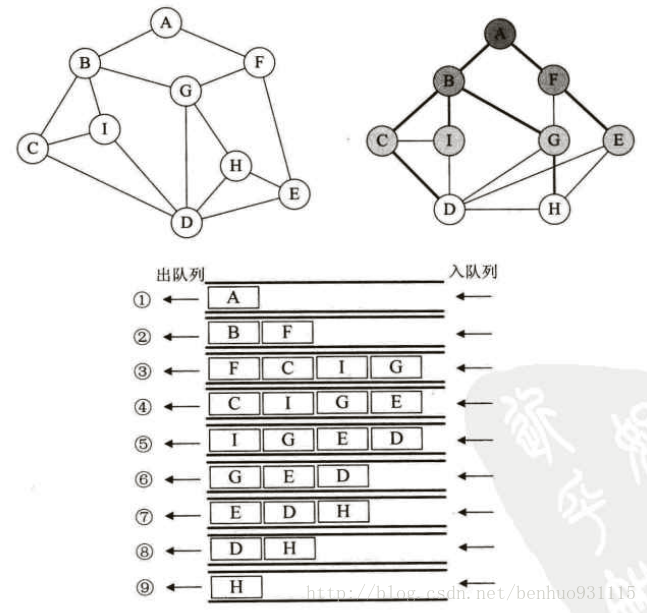 A
B
F
G
C
I
H
E
D
A
B
F
C
I
G
E
D
H
出队列
入队列
① A
② B F
③ F C I G
④ C I G E
⑤ I G E D
⑥ G E D
⑦ E D H
⑧ D H
⑨ H
http://blog.csdn.net/benhuo931115